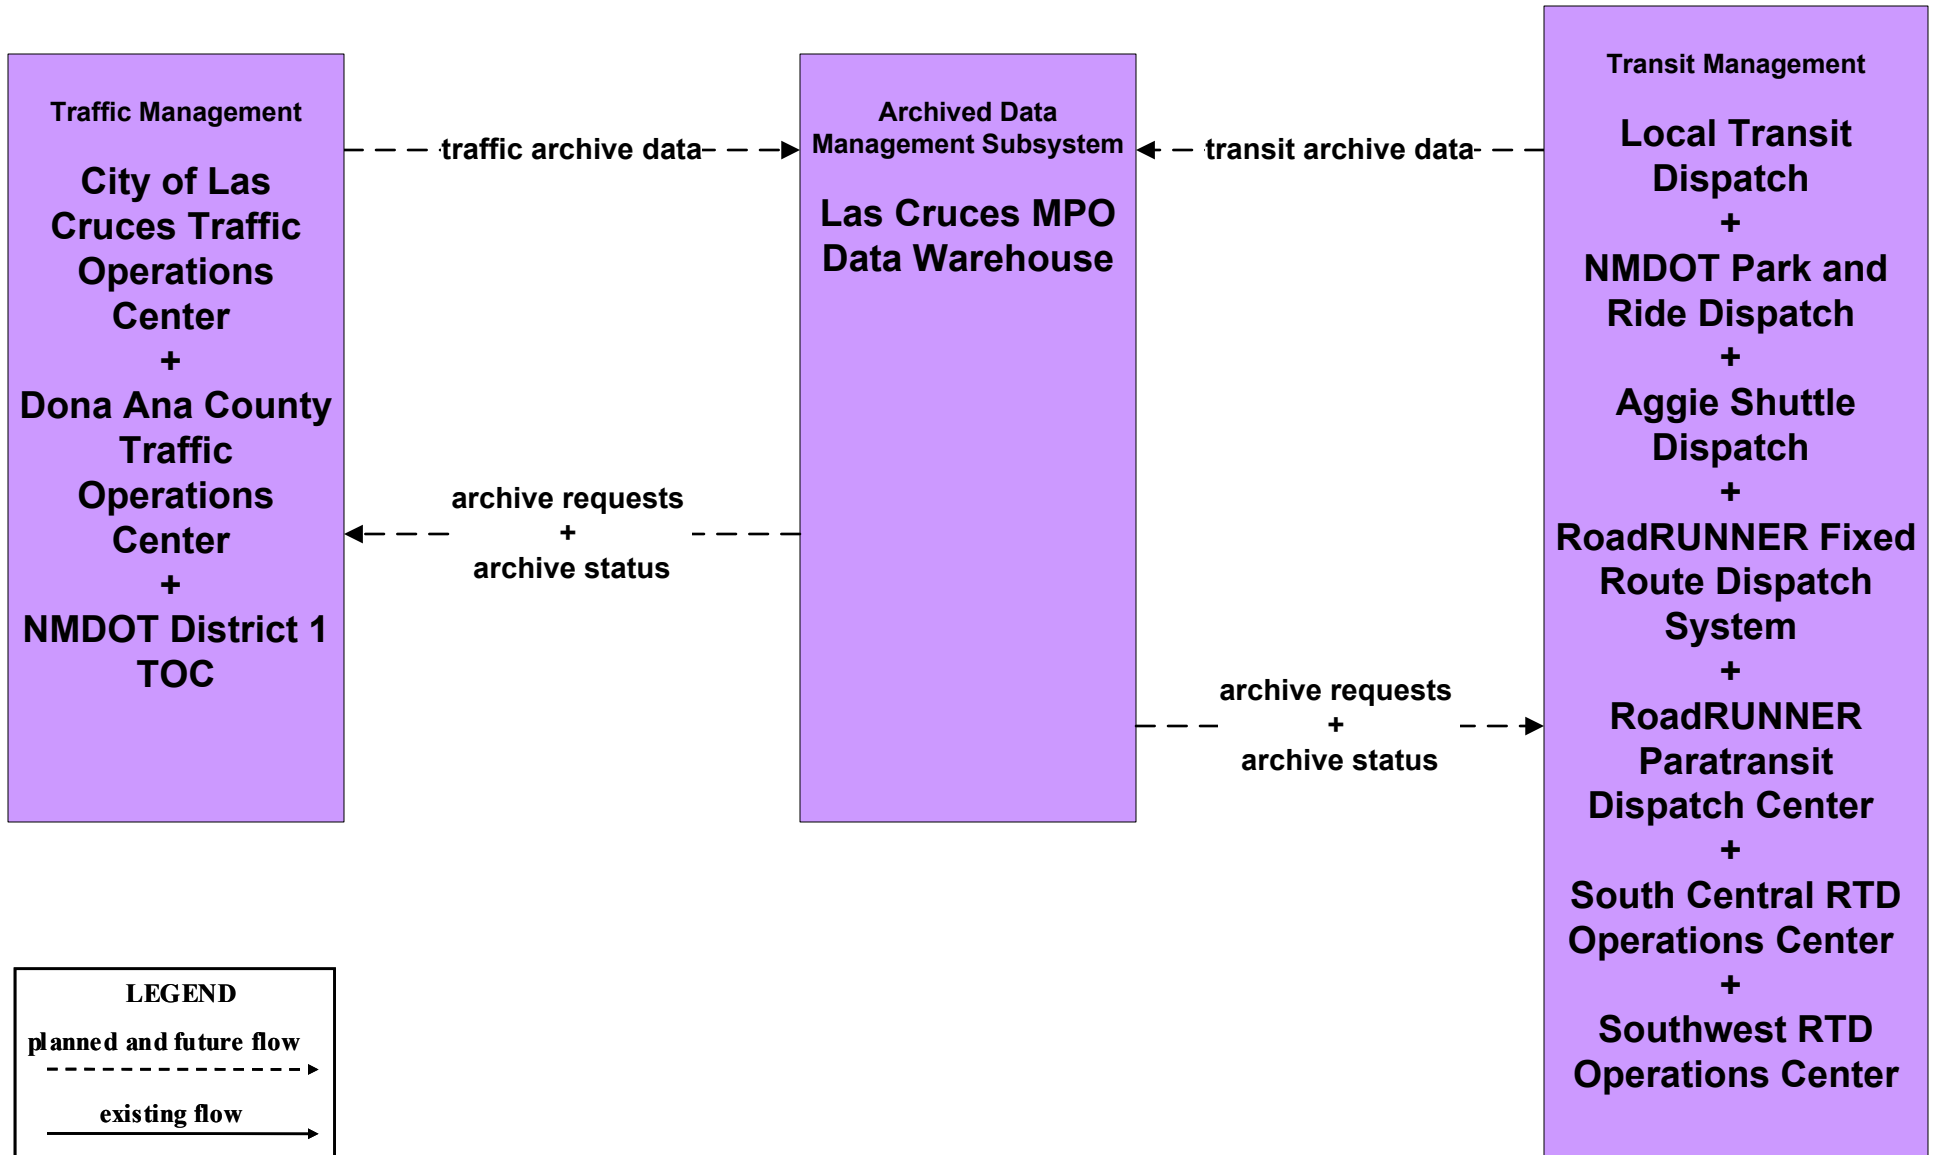 Traffic Management
City of Las
Cruces Traffic
Operations
Center
+
Dona Ana County
Traffic
Operations
Center
+
NMDOT District 1
TOC
traffic archive data
archive requests
+
archive status
Archived Data
Management Subsystem
Las Cruces MPO
Data Warehouse
transit archive data
archive requests
+
archive status
Transit Management
Local Transit
Dispatch
+
NMDOT Park and
Ride Dispatch
+
Aggie Shuttle
Dispatch
+
RoadRUNNER Fixed
Route Dispatch
System
+
RoadRUNNER
Paratransit
Dispatch Center
+
South Central RTD
Operations Center
+
Southwest RTD
Operations Center
LEGEND
planned and future flow
existing flow